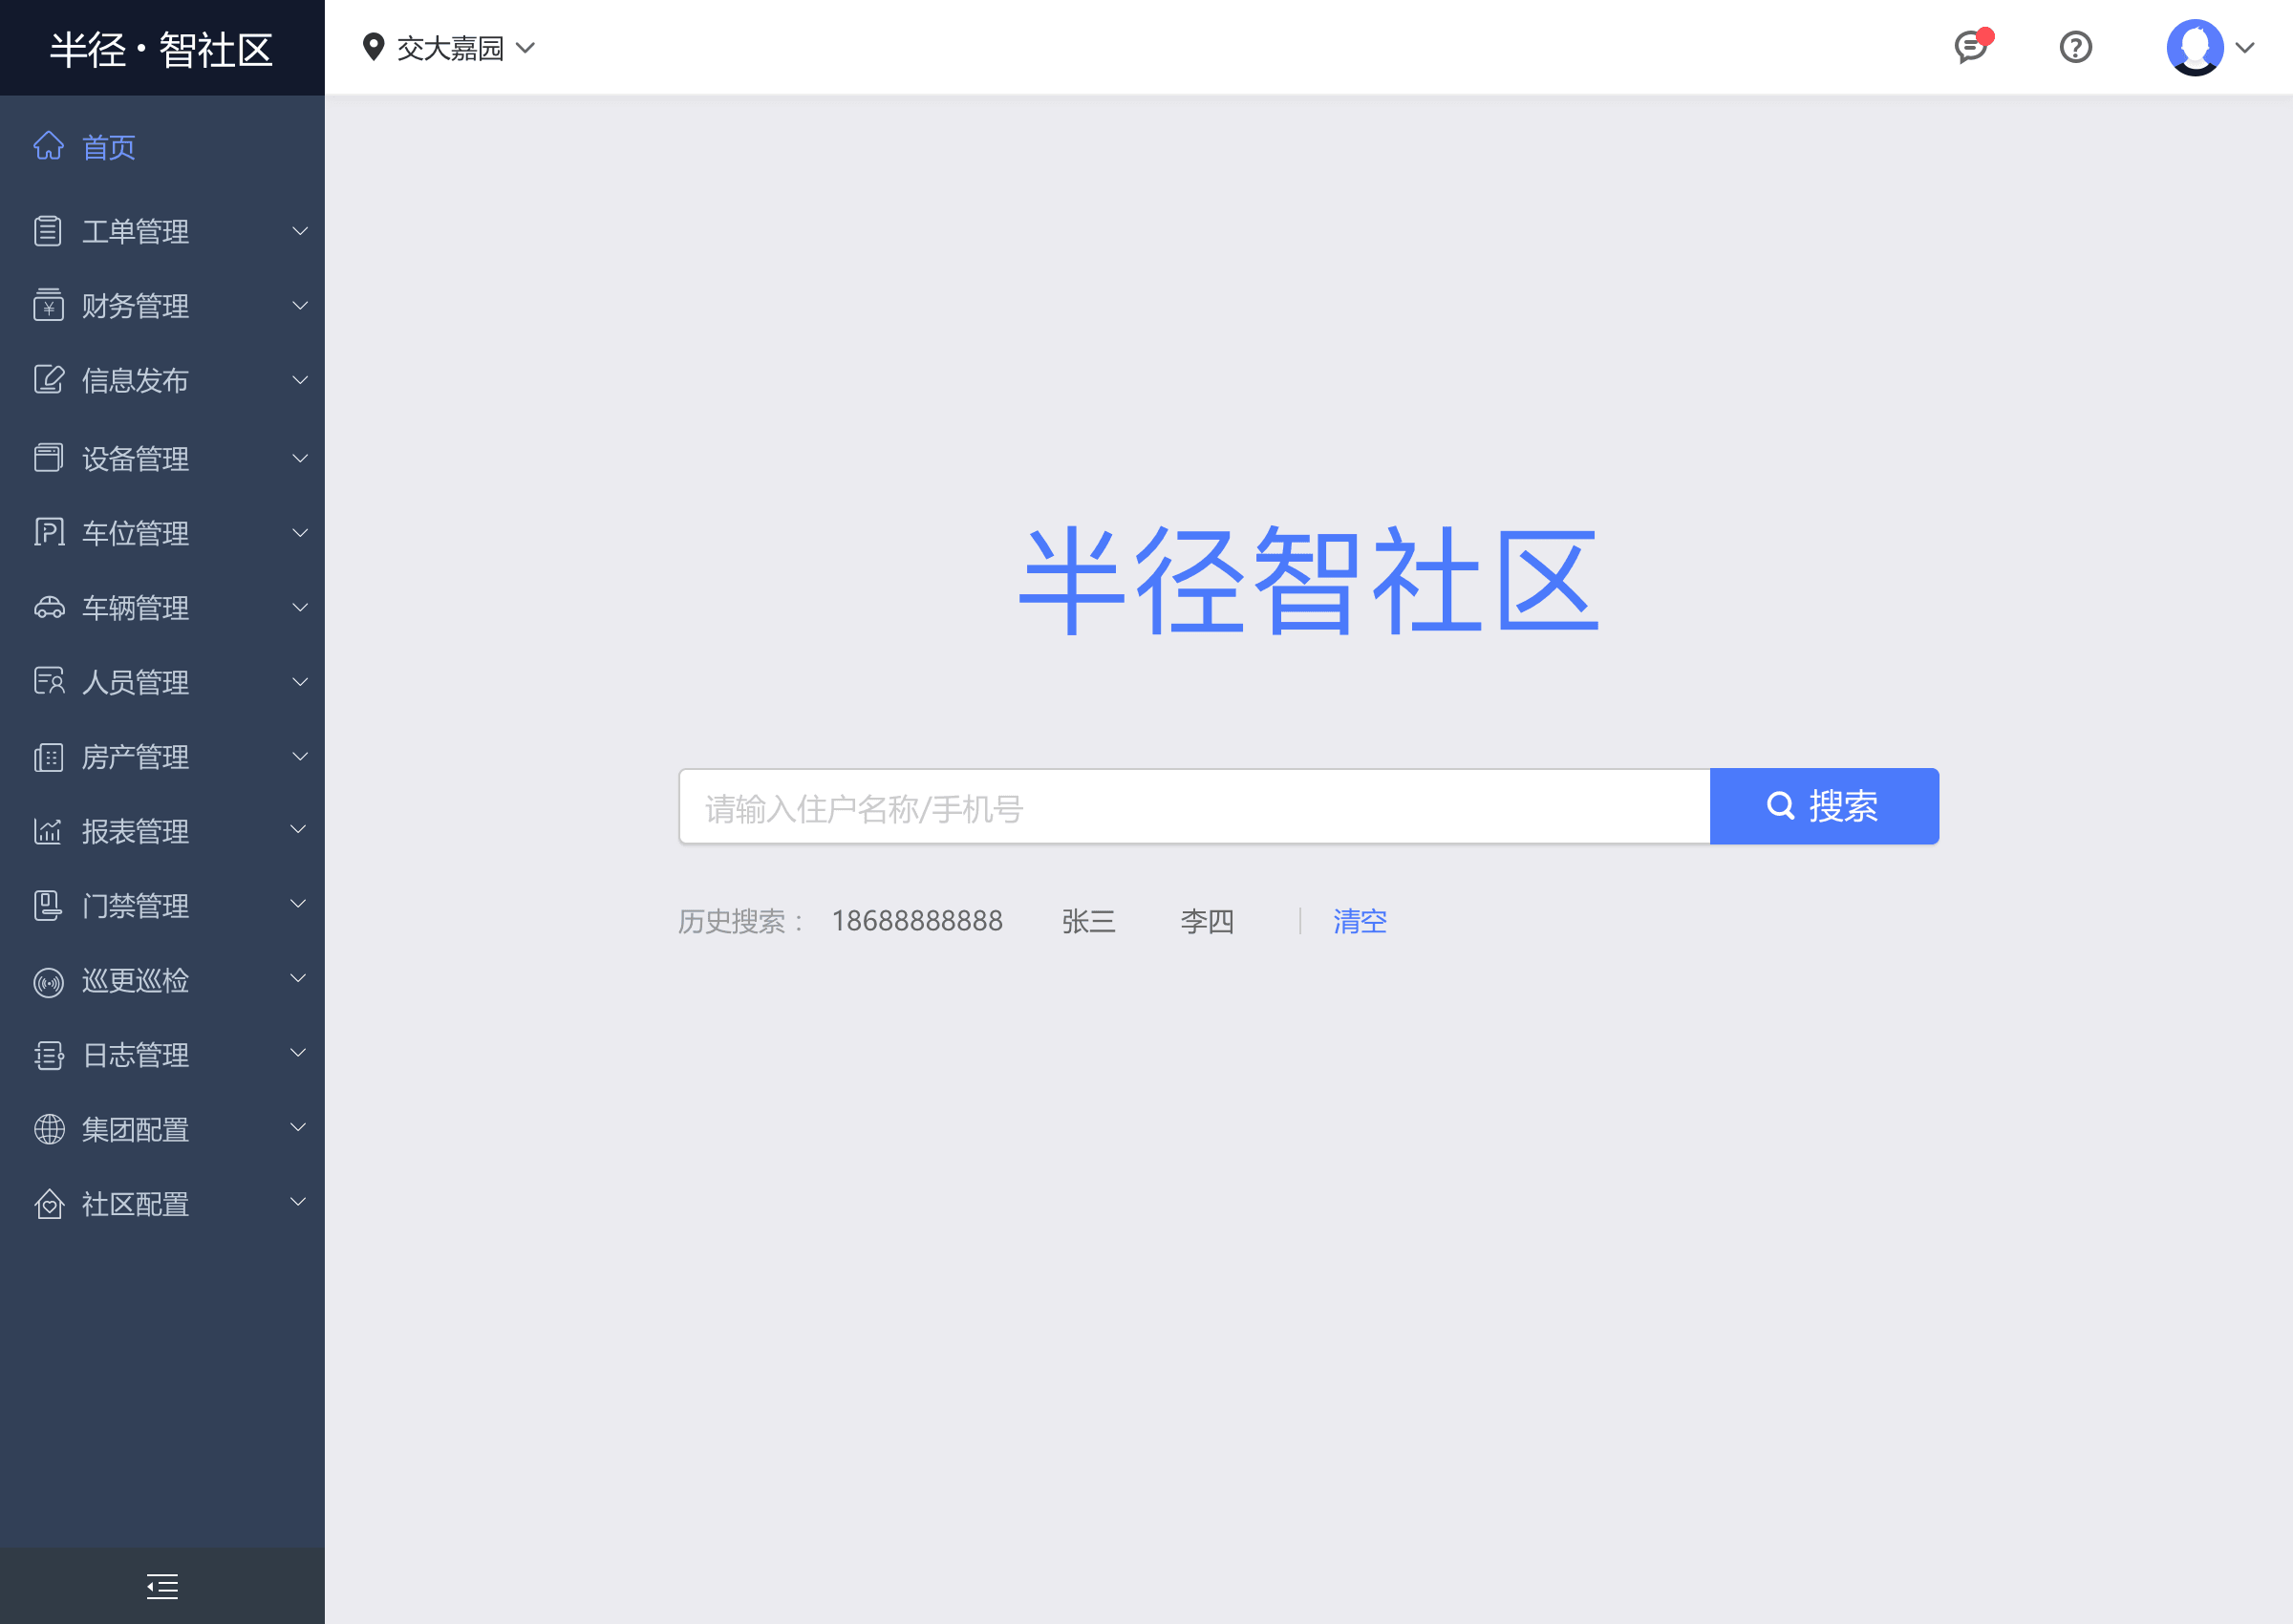 半径·智社区
交大嘉园
首页
工单管理
财务管理
信息发布
设备管理
车位管理
车辆管理
人员管理
房产管理
报表管理
门禁管理
巡更巡检
日志管理
集团配置
社区配置
半径智社区
请输入住户名称/手机号
搜索
历史搜索： 18688888888 张三 李四 清空